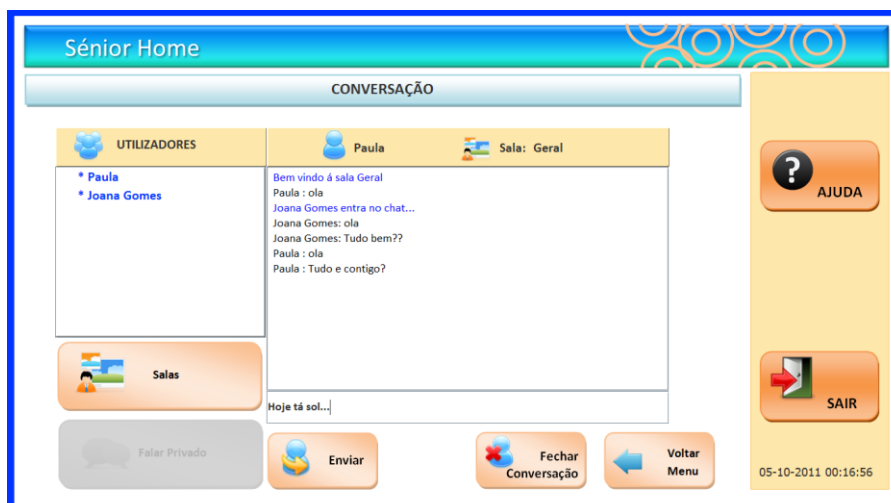 Sénior Home
CONVERSAÇÃO
UTILIZADORES
Paula
Sala: Geral
* Paula
* Joana Gomes
Bem vindo á sala Geral
Paula : ola
Joana Gomes entra no chat...
Joana Gomes: ola
Joana Gomes: Tudo bem??
Paula : ola
Paula : Tudo e contigo?
Hoje tá sol...
Salas
Falar Privado
Enviar
Fechar
Conversação
Voltar
Menu
AJUDA
SAIR
05-10-2011 00:16:56